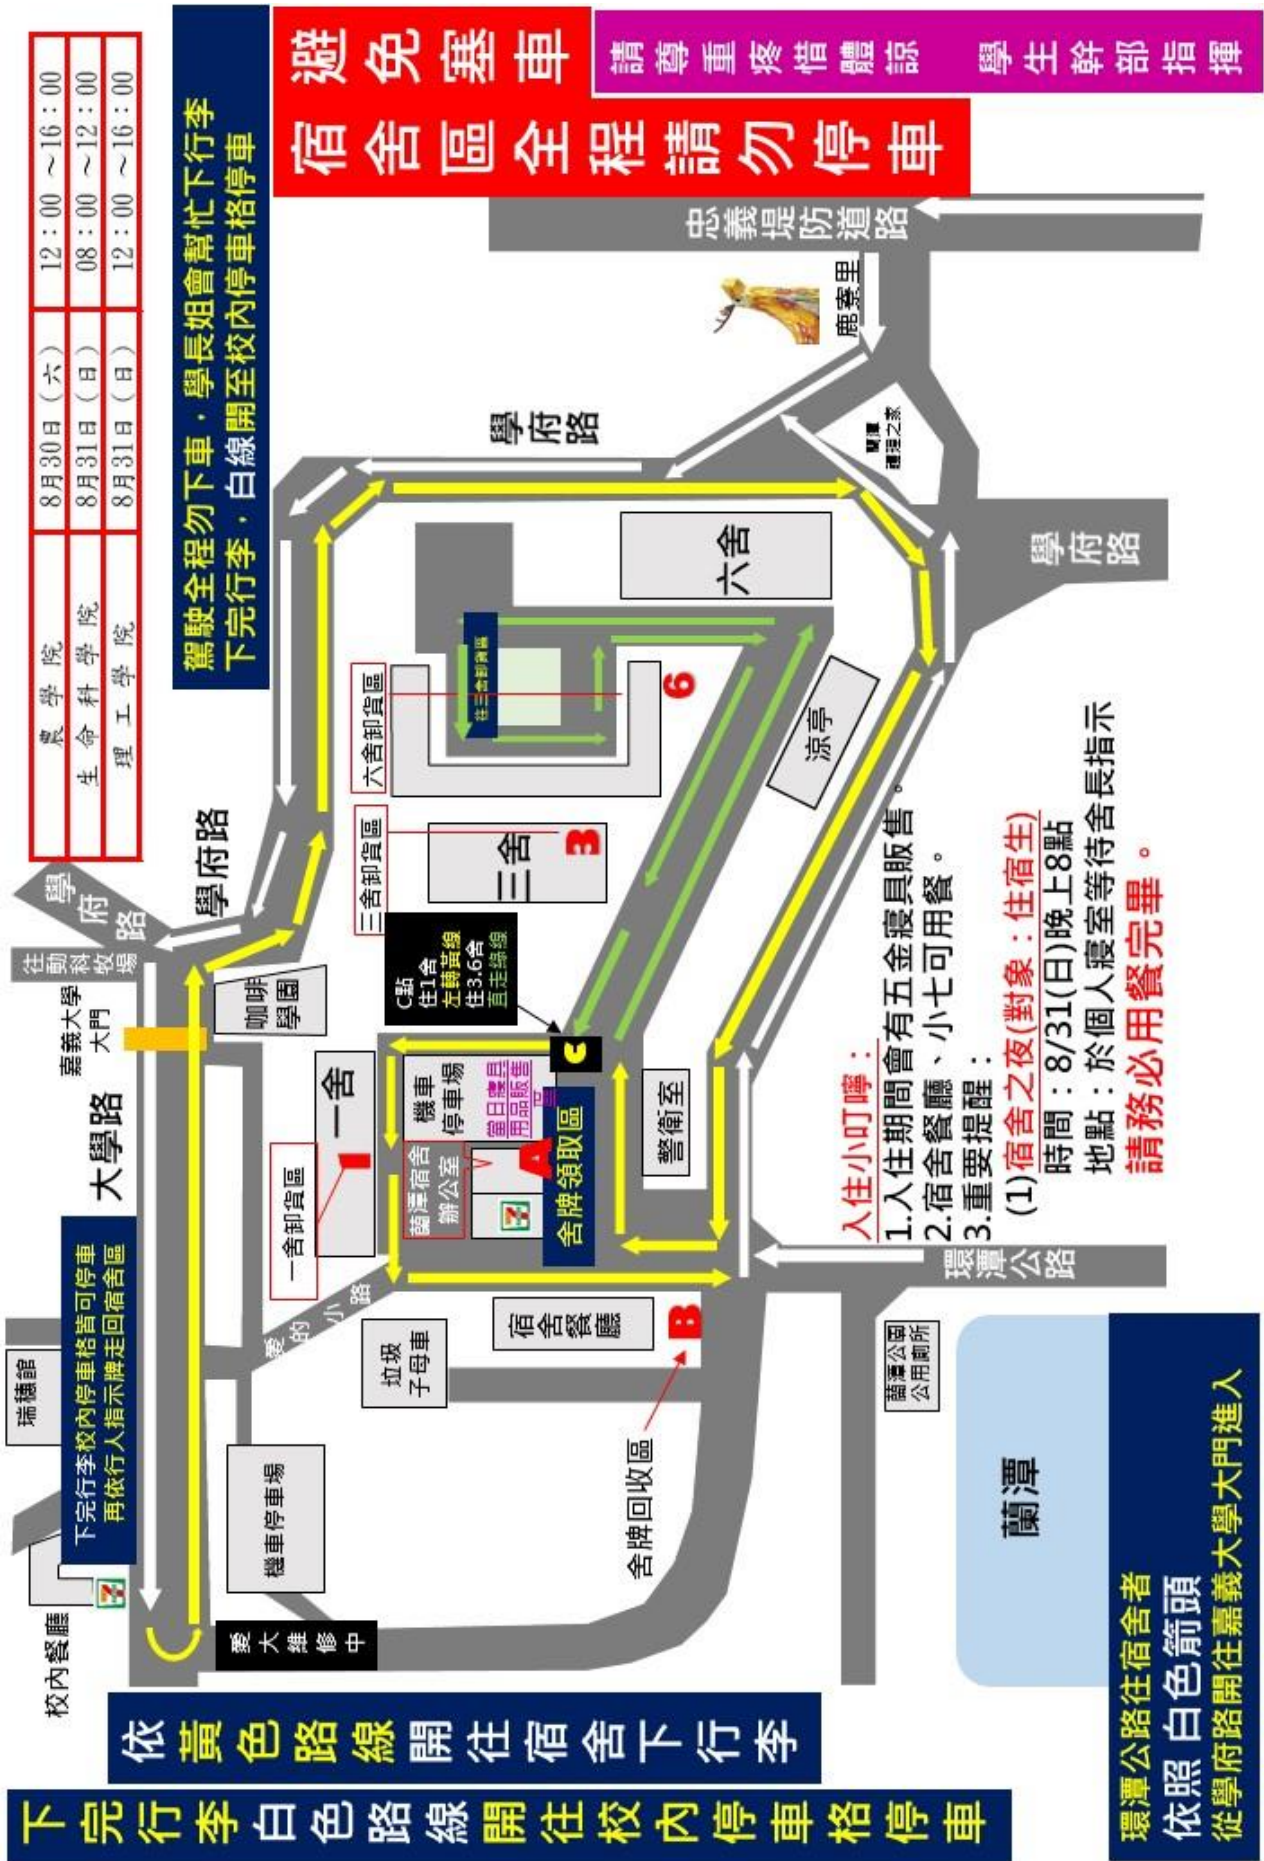 下完行李白色路線開往校內停車格停車
依黃色路線開往宿舍下行李
農學院 8月30日(六) 12:00~16:00
生命科學院 8月31日(日) 08:00~12:00
理工學院 8月31日(日) 12:00~16:00
駕駛全程勿下車，學長姐會幫忙下行李
下完行李，白線開至校內停車格停車
避免塞車
宿舍區全程請勿停車
請尊重疼惜體諒 學生幹部指揮
校內餐廳
瑞穗館
下完行李校內停車格皆可停車
再依行人指示牌走回宿舍區
大學路
嘉義大學
大門
往動科牧場
學府路
學府路
學府路
忠義堤防道路
愛大維修中
機車停車場
愛的小路
一舍卸貨區
一舍
咖啡
學園
垃圾
子母車
蘭潭宿舍
辦公室
機車
停車場
當日寢具
用品販售
區
C點
住1舍
左轉黃線
住3.6舍
直走綠線
三舍卸貨區
三舍
3
六舍卸貨區
6
往三舍卸貨區
六舍
鹿寮里
宿舍餐廳
A
舍牌領取區
C
警衛室
涼亭
蘭潭
護理之家
學府路
舍牌回收區
B
蘭潭公園
公用廁所
環潭公路
蘭潭
入住小叮嚀：
1.入住期間會有五金寢具販售。
2.宿舍餐廳、小七可用餐。
3.重要提醒：
(1)宿舍之夜(對象：住宿生)
時間：8/31(日)晚上8點
地點：於個人寢室等待舍長指示
請務必用餐完畢。
環潭公路往宿舍者
依照 白色箭頭
從學府路開往嘉義大學大門進入